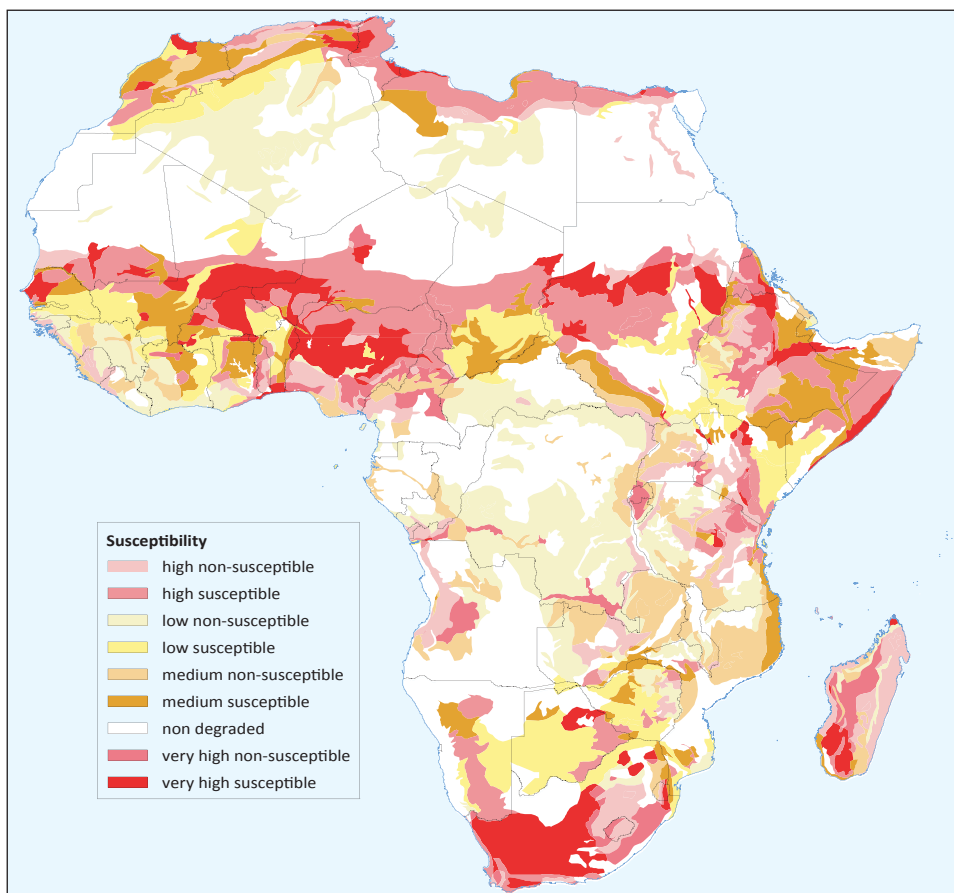 Susceptibility
high non-susceptible
high susceptible
low non-susceptible
low susceptible
medium non-susceptible
medium susceptible
non degraded
very high non-susceptible
very high susceptible